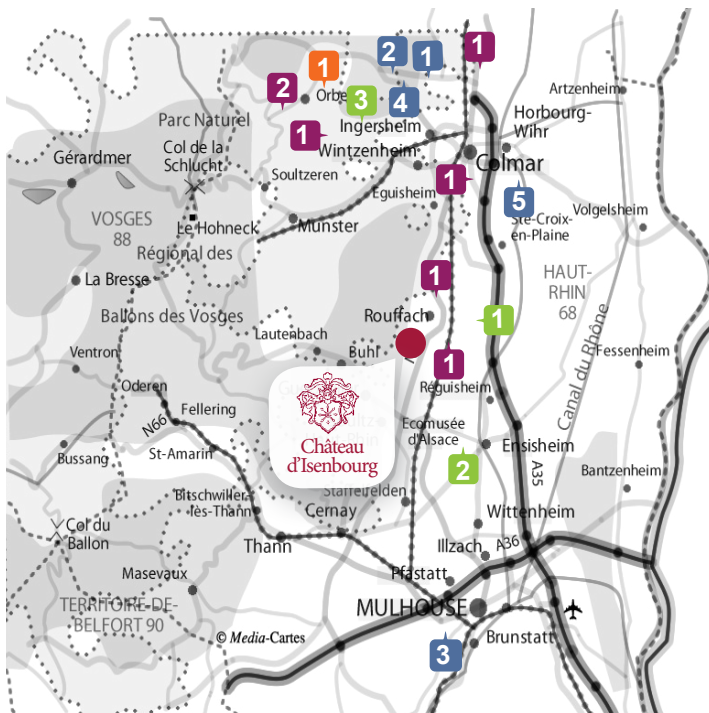 2
1
1
1
Artzenheim
2
Orbe
3
4
Parc Naturel
Horbourg-
Wihr
1
Ingersheim
Col de la
Schlucht
Wintzenheim
Colmar
Gérardmer
Soultzeren
1
Eguisheim
5
VOSGES
88
Le Hohneck
Munster
Ste-Croix-
en-Plaine
Volgelsheim
Régional des
La Bresse
1
HAUT-
RHIN
68
Ballons des Vosges
Rouffach
1
Lautenbach
Buhl
Ventron
1
Canal du Rhône
Fessenheim
Oderen
Réguisheim
N66
Fellering
Château
d'Isenbourg
Ecomusée
d'Alsace
Ensisheim
St-Amarin
Bussang
2
A35
Bantzenheim
Bitschwiller-
lès-Thann
Staffelfelden
Cernay
Wittenheim
Col du
Ballon
Thann
Illzach
A36
Masevaux
Pfastatt
TERRITOIRE-DE-
BELFORT 90
MULHOUSE
© Media-Cartes
Brunstatt
3